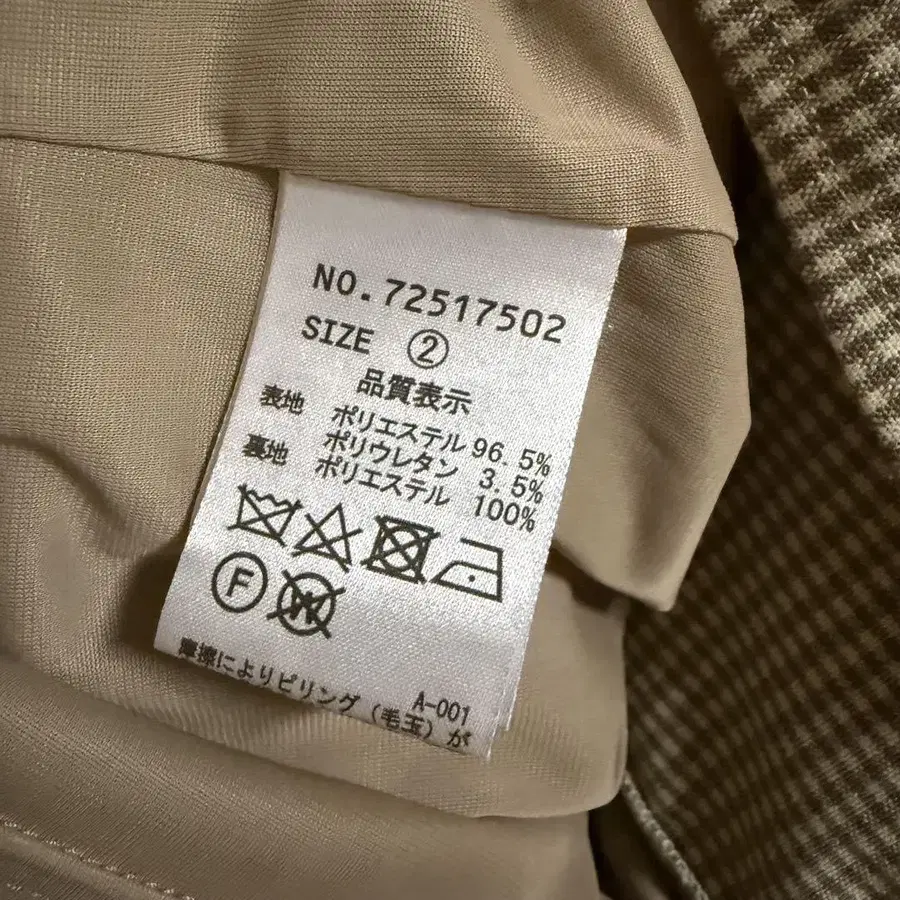 NO.72517502
SIZE ②
品質表示
表地 ポリエステル 96.5%
ポリウレタン 3.5%
裏地 ポリエステル 100%
F
W
A-001
摩擦によりピリング(毛玉)が